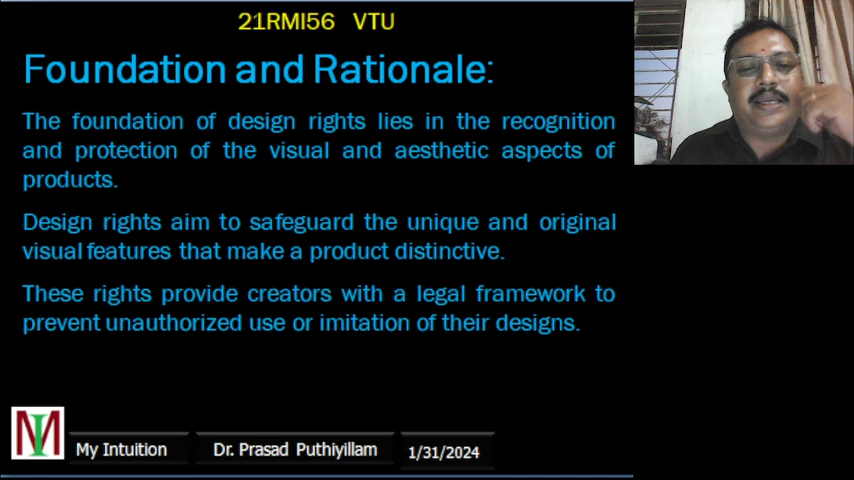 21RMI56 VTU
Foundation and Rationale:
The foundation of design rights lies in the recognition
and protection of the visual and aesthetic aspects of
products.
Design rights aim to safeguard the unique and original
visual features that make a product distinctive.
These rights provide creators with a legal framework to
prevent unauthorized use or imitation of their designs.
MI
My Intuition
Dr. Prasad Puthiyillam
1/31/2024